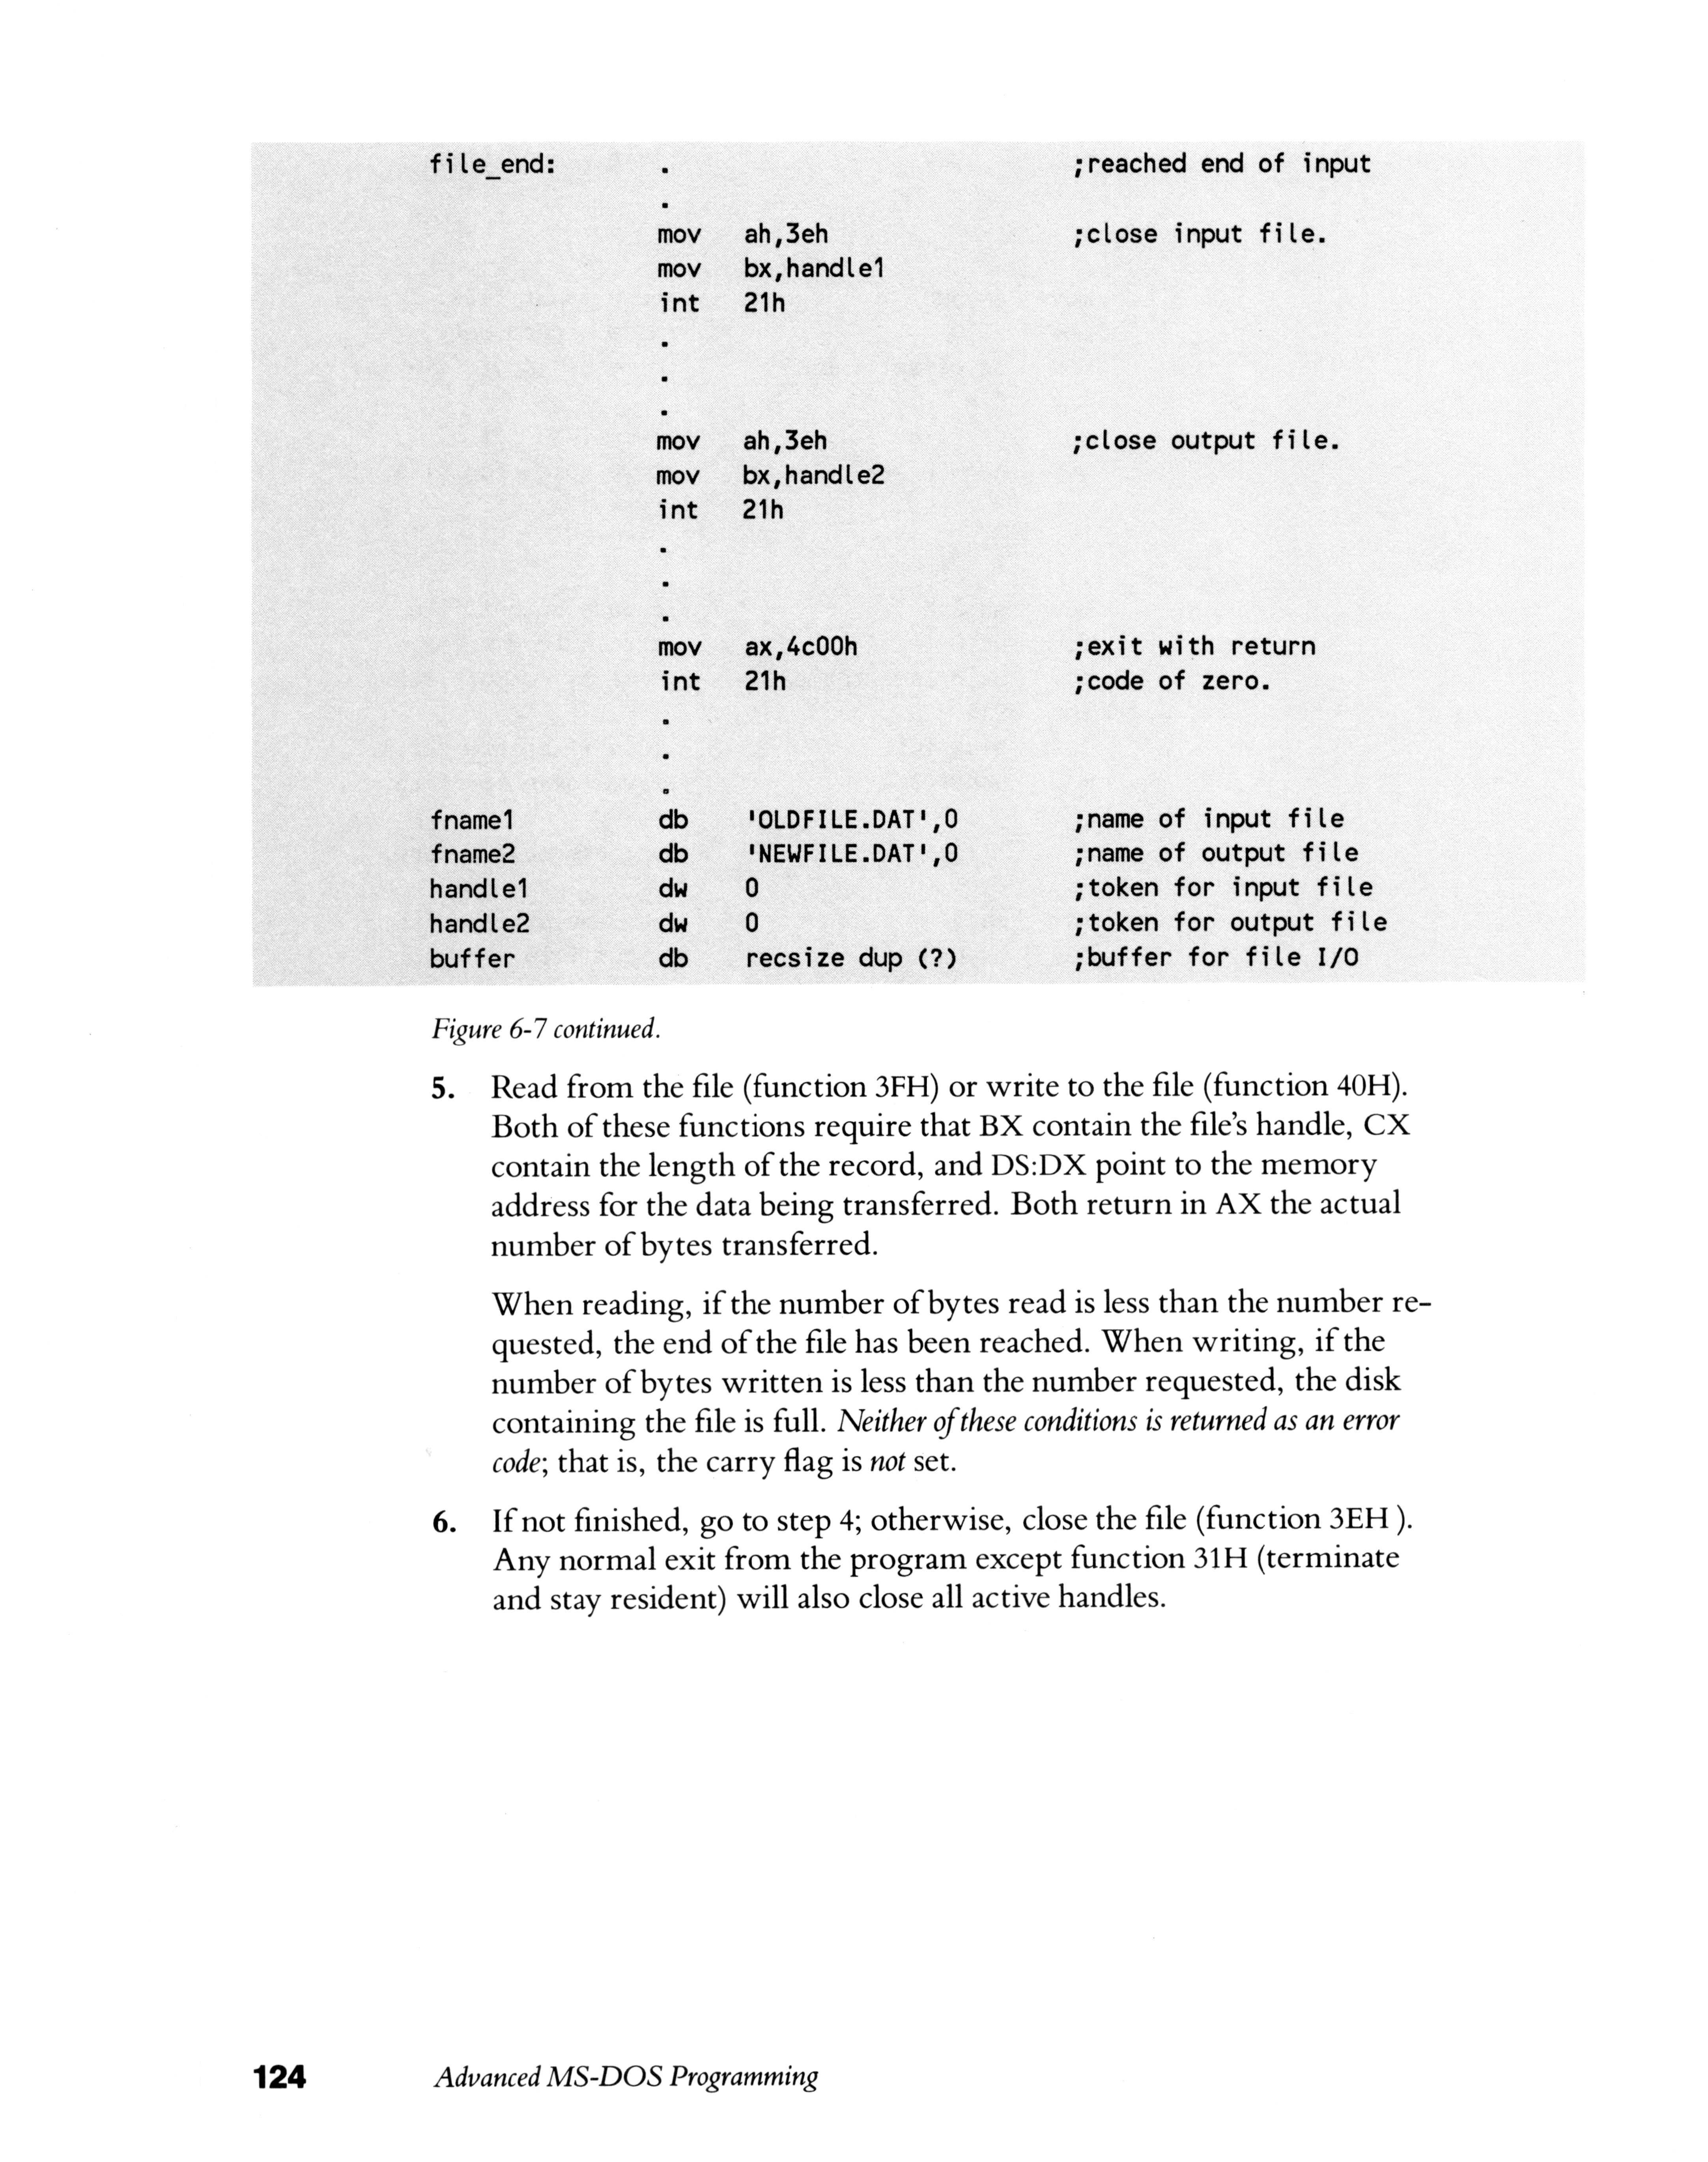 file_end: . ;reached end of input
.
mov ah,3eh ;close input file.
mov bx,handle1
int 21h
.
.
.
mov ah,3eh ;close output file.
mov bx,handle2
int 21h
.
.
.
mov ax,4c00h ;exit with return
int 21h ;code of zero.
.
.
.
fname1 db 'OLDFILE.DAT',0 ;name of input file
fname2 db 'NEWFILE.DAT',0 ;name of output file
handle1 dw 0 ;token for input file
handle2 dw 0 ;token for output file
buffer db recsize dup (?) ;buffer for file I/O
Figure 6-7 continued.
5. Read from the file (function 3FH) or write to the file (function 40H).
Both of these functions require that BX contain the file's handle, CX
contain the length of the record, and DS:DX point to the memory
address for the data being transferred. Both return in AX the actual
number of bytes transferred.
When reading, if the number of bytes read is less than the number re-
quested, the end of the file has been reached. When writing, if the
number of bytes written is less than the number requested, the disk
containing the file is full. Neither of these conditions is returned as an error
code; that is, the carry flag is not set.
6. If not finished, go to step 4; otherwise, close the file (function 3EH ).
Any normal exit from the program except function 31H (terminate
and stay resident) will also close all active handles.
124 Advanced MS-DOS Programming